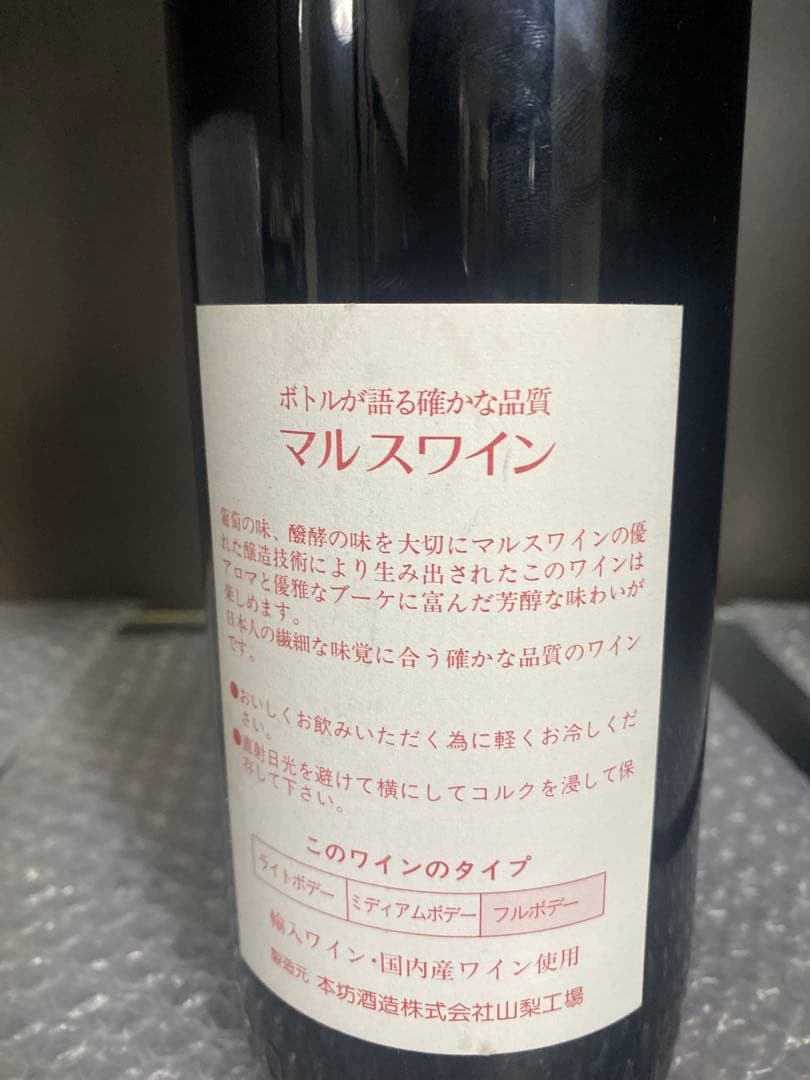 ボトルが語る確かな品質
マルスワイン
葡萄の味、醱酵の味を大切にマルスワインの優
れた醸造技術により生み出されたこのワインは
アロマと優雅なブーケに富んだ芳醇な味わいが
楽しめます。
日本人の繊細な味覚に合う確かな品質のワイン
です。
●おいしくお飲みいただく為に軽くお冷しくだ
さい。
●直射日光を避けて横にしてコルクを浸して保
存して下さい。
このワインのタイプ
ライトボデー ミディアムボデー フルボデー
輸入ワイン・国内産ワイン使用
製造元 本坊酒造株式会社山梨工場